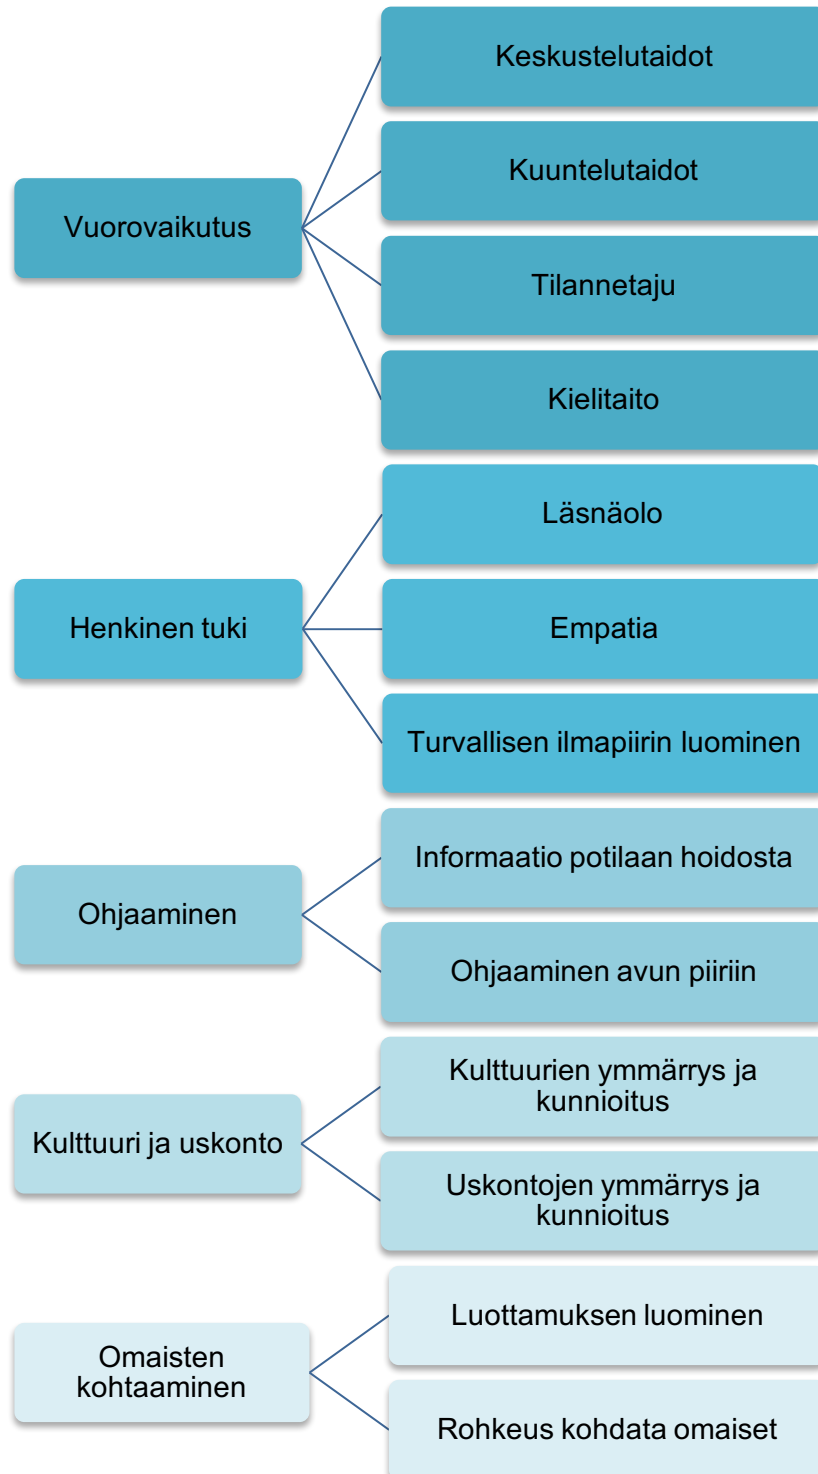 Vuorovaikutus
Keskustelutaidot
Kuuntelutaidot
Tilannetaju
Kielitaito
Henkinen tuki
Läsnäolo
Empatia
Turvallisen ilmapiirin luominen
Ohjaaminen
Informaatio potilaan hoidosta
Ohjaaminen avun piiriin
Kulttuuri ja uskonto
Kulttuurien ymmärrys ja
kunnioitus
Uskontojen ymmärrys ja
kunnioitus
Omaisten
kohtaaminen
Luottamuksen luominen
Rohkeus kohdata omaiset